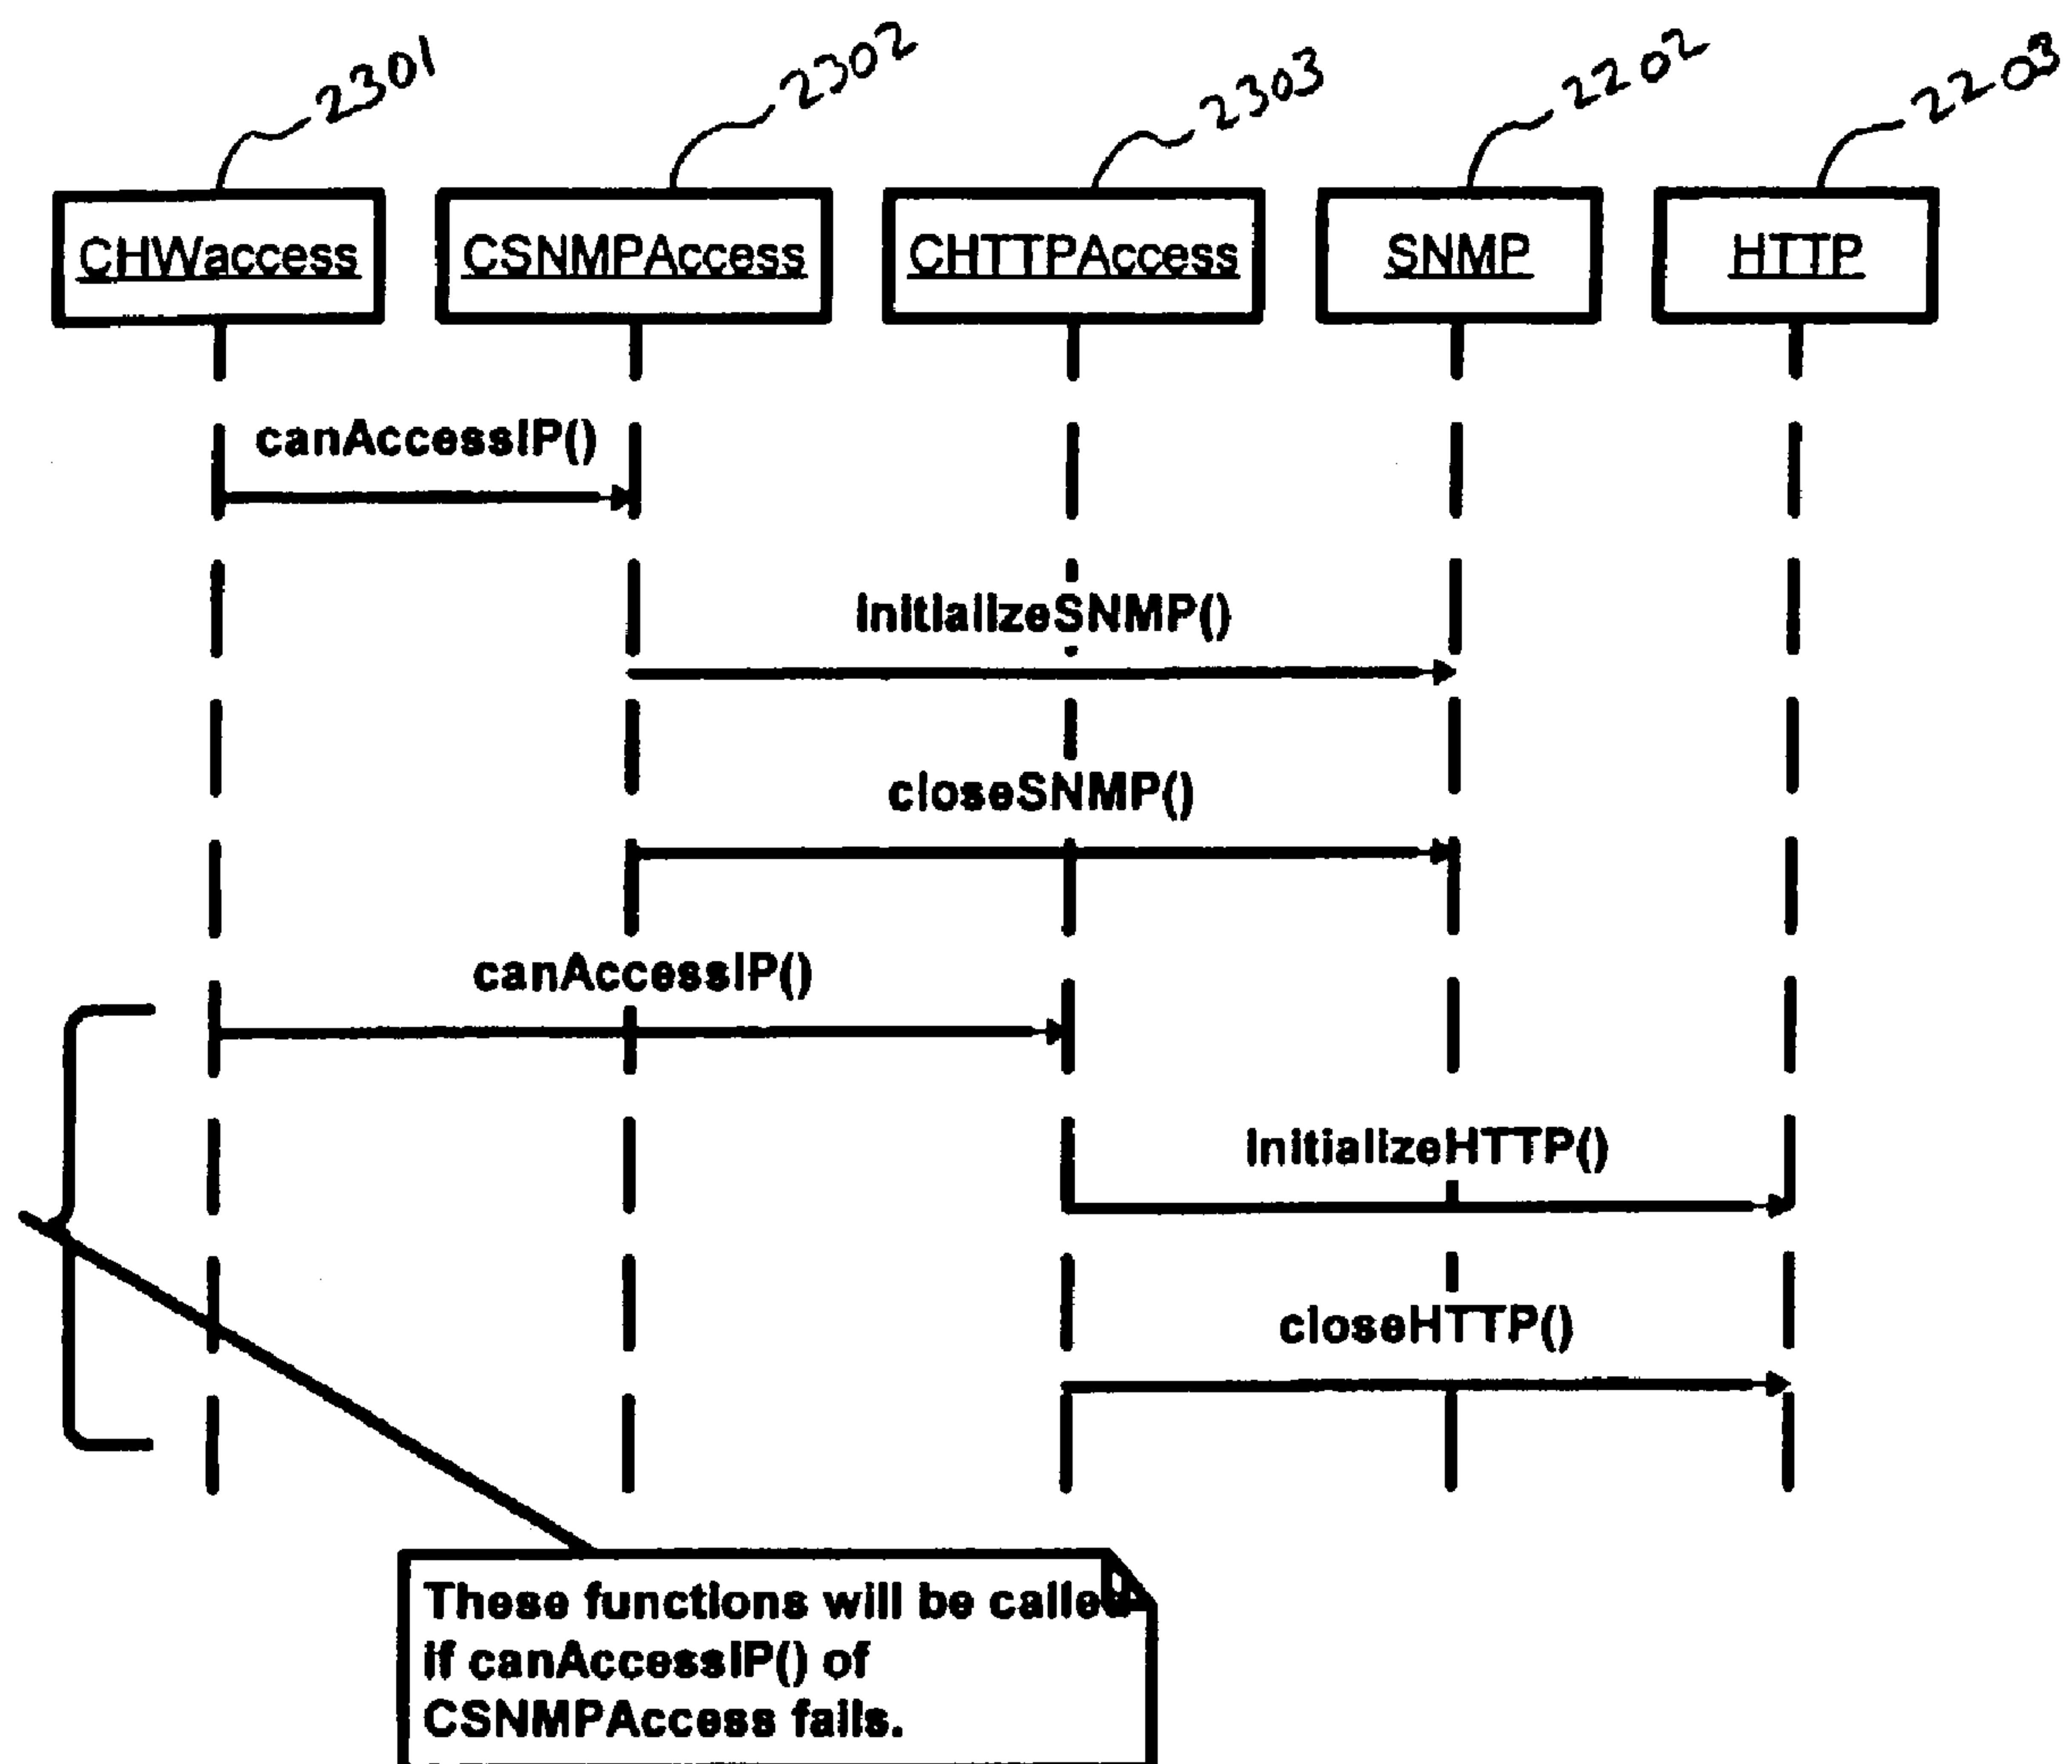 2301
2302
2303
2202
2203
CHWaccess
CSNMPAccess
CHTTPAccess
SNMP
HTTP
canAccessIP()
initializeSNMP()
closeSNMP()
canAccessIP()
initializeHTTP()
closeHTTP()
These functions will be called
if canAccessIP() of
CSNMPAccess fails.